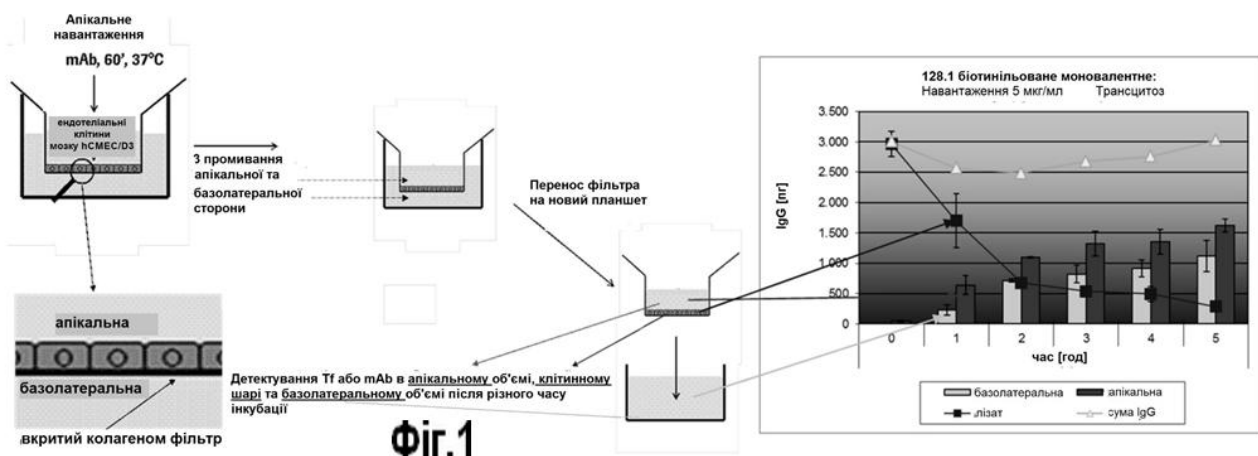 Апікальне
навантаження
mAb, 60', 37°C
ендотеліальні
клітини
мозку hCMEC/D3
3 промивання
апікальної та
базолатеральної
сторони
Перенос фільтра
на новий планшет
апікальна
базолатеральна
вкритий колагеном фільтр
Детектування Tf або mAb в апікальному об'ємі, клітинному
шарі та базолатеральному об'ємі після різного часу
інкубації
Фіг.1
128.1 біотинільоване моновалентне:
Навантаження 5 мкг/мл Трансцитоз
IgG [пг]
3.500
3.000
2.500
2.000
1.500
1.000
500
0
0 1 2 3 4 5
час [год]
базолатеральна апікальна
лізат сума IgG